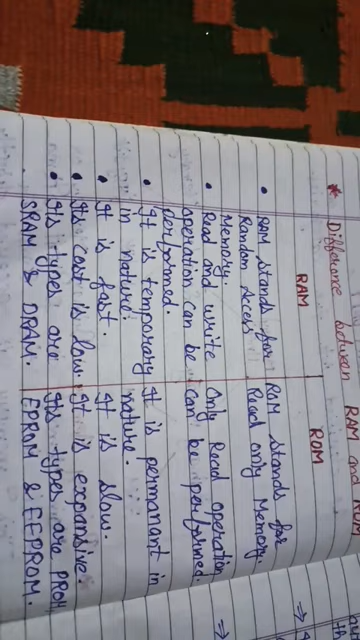 * Difference between RAM and ROM
RAM
• RAM stands for
Random Access
Memory.
• Read and write
operation can be
performed.
• It is temporary
in nature.
• It is fast.
• Its cost is low.
• Its types are
SRAM & DRAM.
ROM
ROM stands for
Read only Memory.
Only Read operation
can be performed.
It is permanant in
nature.
It is slow.
It is expansive.
Its types are PROM
EPROM & EEPROM.